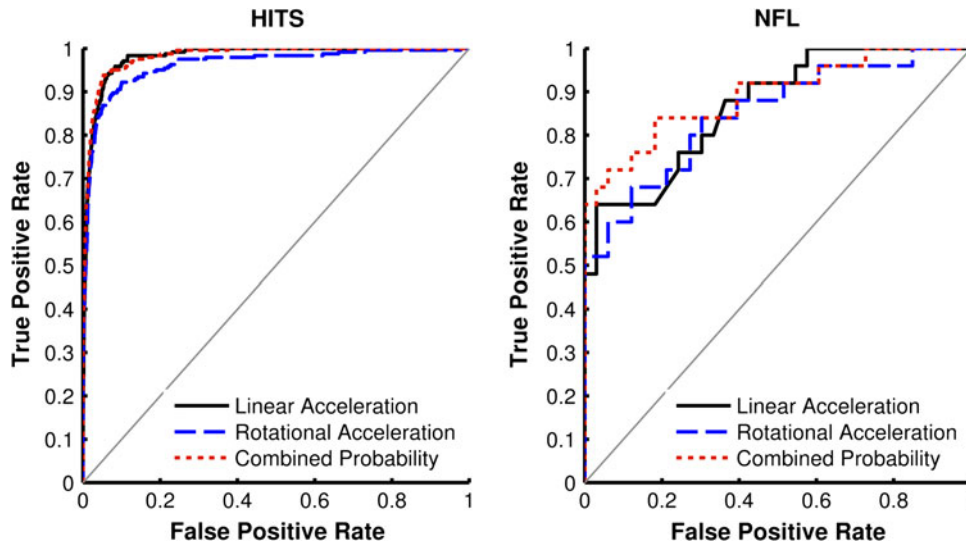 HITS
1
0.9
0.8
0.7
0.6
0.5
0.4
0.3
0.2
0.1
0
True Positive Rate
0 0.2 0.4 0.6 0.8 1
False Positive Rate
Linear Acceleration
Rotational Acceleration
Combined Probability
NFL
1
0.9
0.8
0.7
0.6
0.5
0.4
0.3
0.2
0.1
0
True Positive Rate
0 0.2 0.4 0.6 0.8
False Positive Rate
Linear Acceleration
Rotational Acceleration
Combined Probability